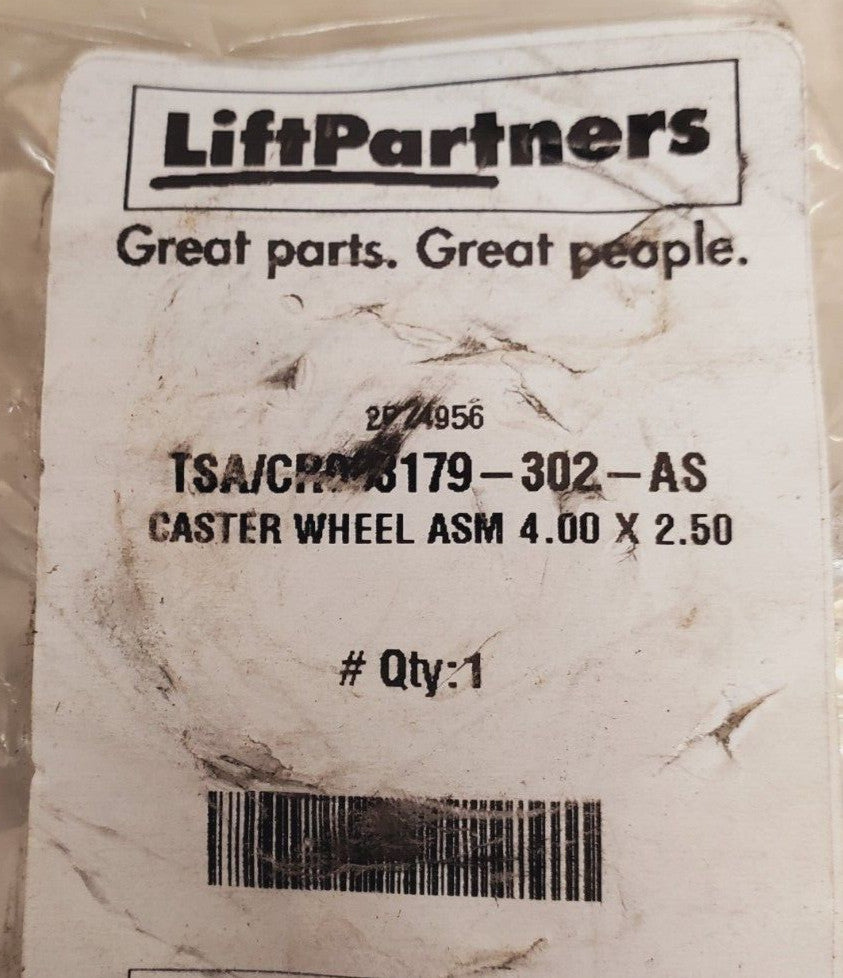 LiftPartners
Great parts. Great people.
CASTER WHEEL ASM 4.00 X 2.50
# Qty:1